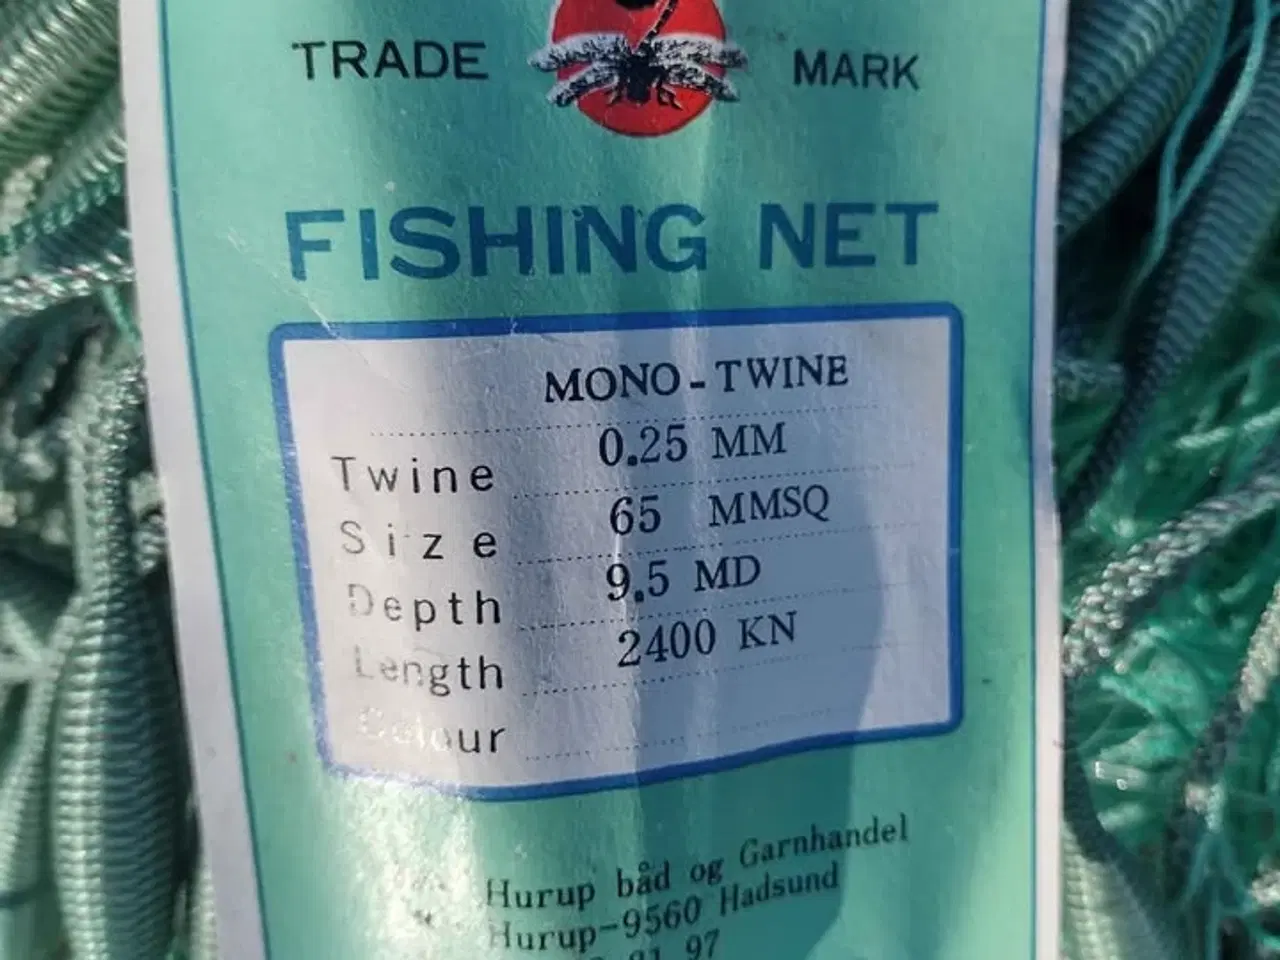 TRADE MARK
FISHING NET
MONO-TWINE
Twine 0.25 MM
Size 65 MMSQ
Depth 9.5 MD
Length 2400 KN
Colour
Hurup båd og Garnhandel
Hurup-9560 Hadsund
97